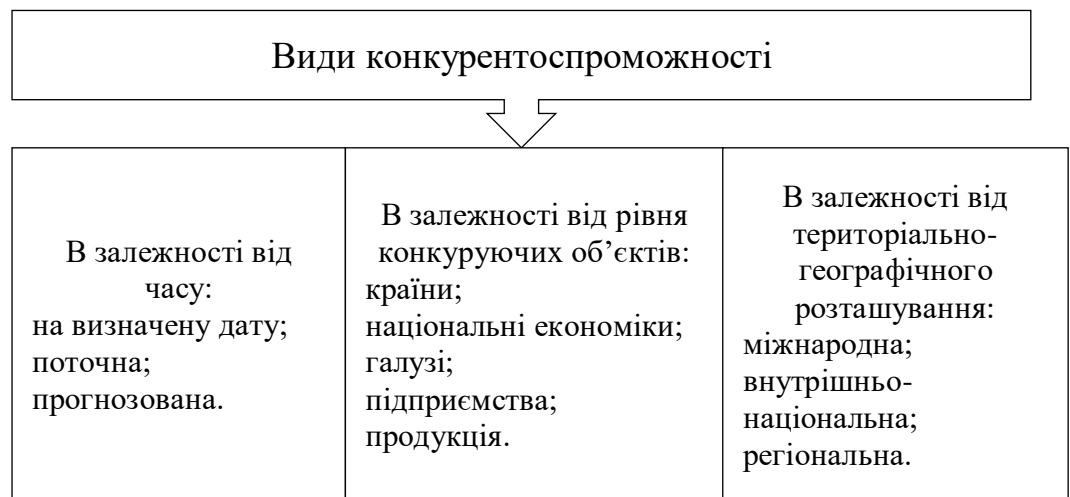 Види конкурентоспроможності
В залежності від
часу:
на визначену дату;
поточна;
прогнозована.
В залежності від рівня
конкуруючих об’єктів:
країни;
національні економіки;
галузі;
підприємства;
продукція.
В залежності від
територіально-
географічного
розташування:
міжнародна;
внутрішньо-
національна;
регіональна.